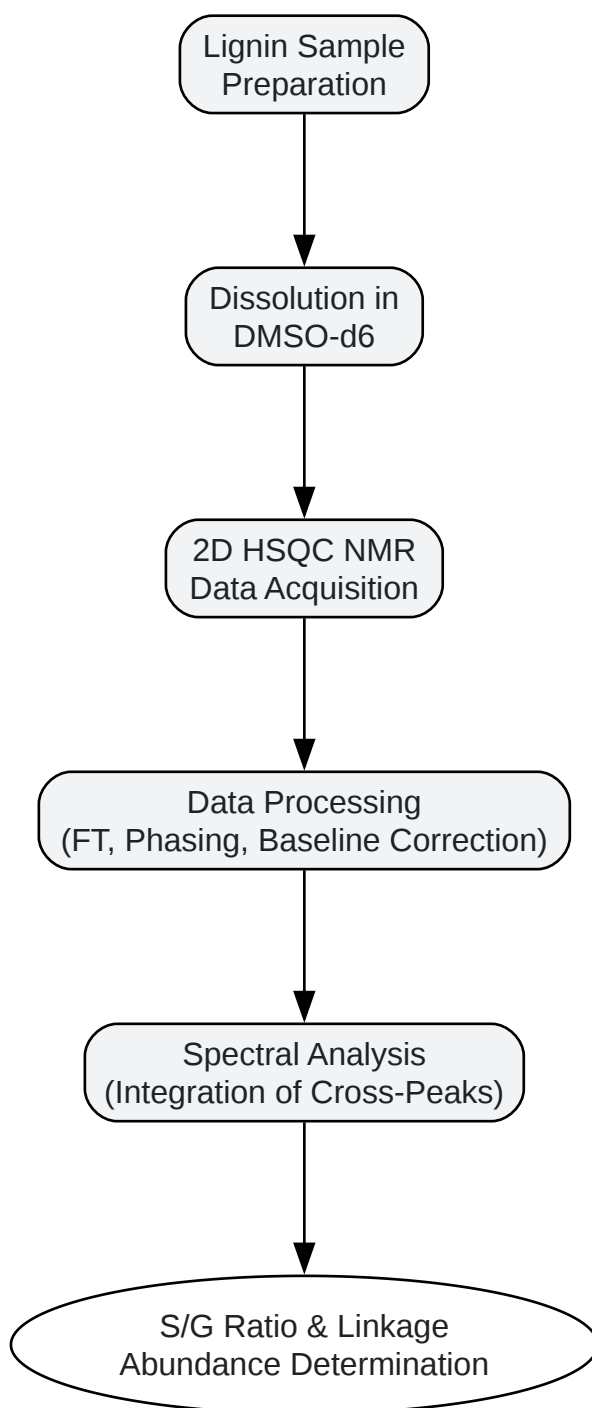 Lignin Sample
Preparation
Dissolution in
DMSO-d6
2D HSQC NMR
Data Acquisition
Data Processing
(FT, Phasing, Baseline Correction)
Spectral Analysis
(Integration of Cross-Peaks)
S/G Ratio & Linkage
Abundance Determination